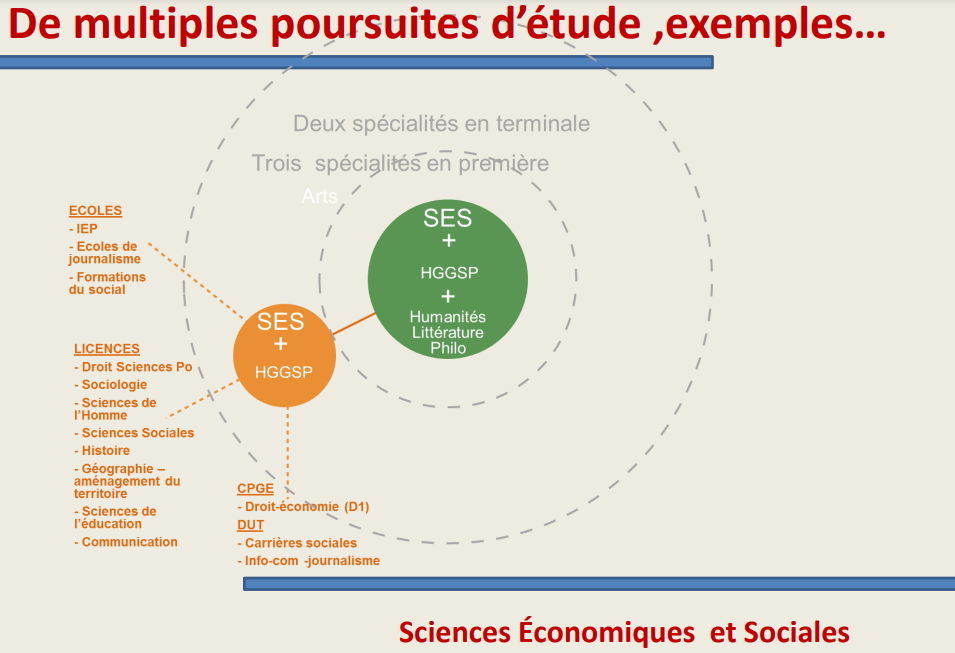 De multiples poursuites d'étude ,exemples...
Deux spécialités en terminale
Trois spécialités en première
Arts
SES
+
HGGSP
+
Humanités
Littérature
Philo
ECOLES
- IEP
- Ecoles de
journalisme
- Formations
du social
SES
+
HGGSP
LICENCES
- Droit Sciences Po
- Sociologie
- Sciences de
l'Homme
- Sciences Sociales
- Histoire
- Géographie –
aménagement du
territoire
- Sciences de
l'éducation
- Communication
CPGE
- Droit-économie (D1)
DUT
- Carrières sociales
- Info-com -journalisme
Sciences Économiques et Sociales